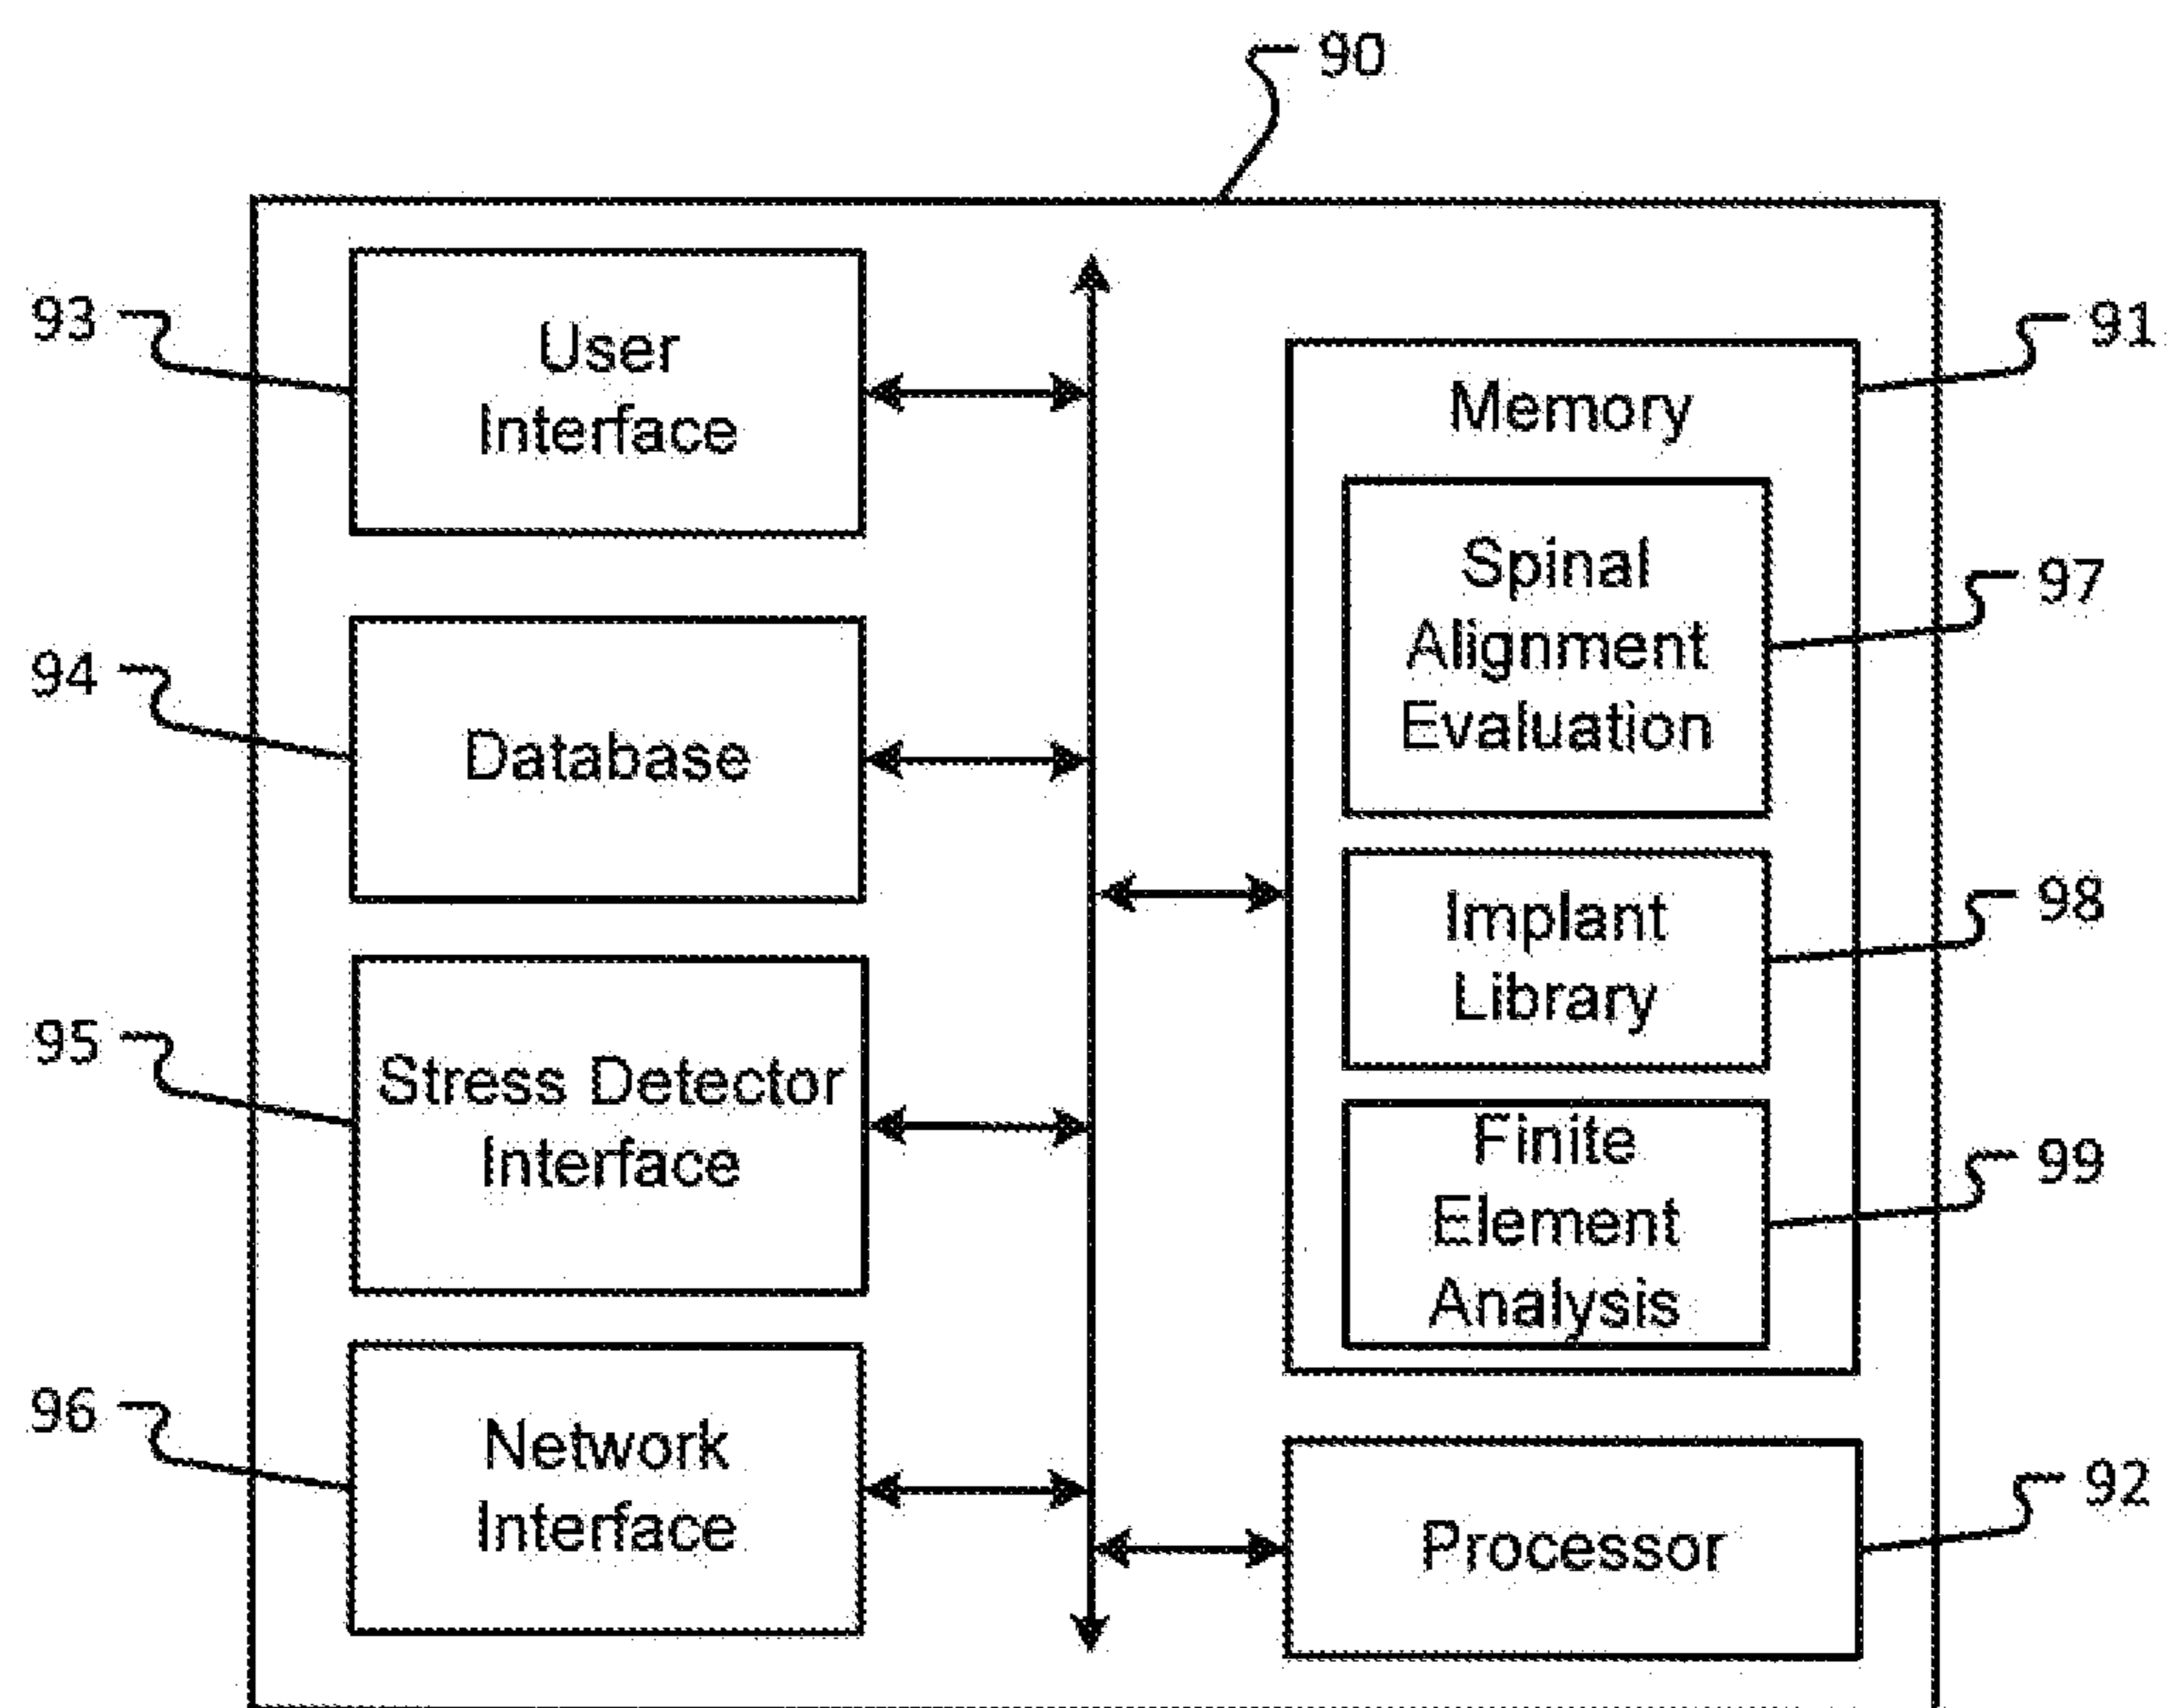 90
93
User
Interface
94
Database
95
Stress Detector
Interface
96
Network
Interface
91
Memory
97
Spinal
Alignment
Evaluation
98
Implant
Library
99
Finite
Element
Analysis
92
Processor